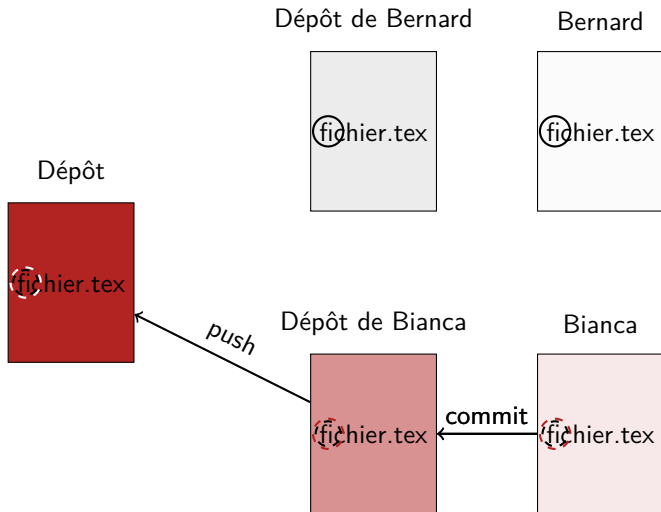 Dépôt de Bernard
Bernard
fichier.tex
fichier.tex
Dépôt
fichier.tex
push
Dépôt de Bianca
Bianca
commit
fichier.tex
fichier.tex